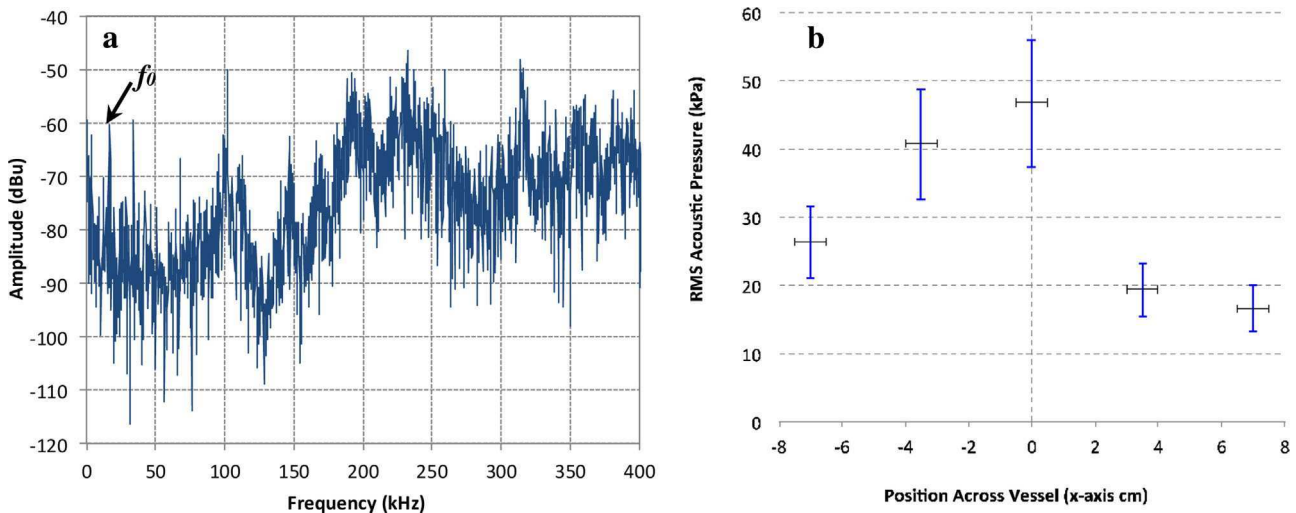 a
f0
-40
-50
-60
-70
-80
-90
-100
-110
-120
Amplitude (dBu)
0 50 100 150 200 250 300 350 400
Frequency (kHz)
b
60
50
40
30
20
10
0
RMS Acoustic Pressure (kPa)
-8 -6 -4 -2 0 2 4 6 8
Position Across Vessel (x-axis cm)